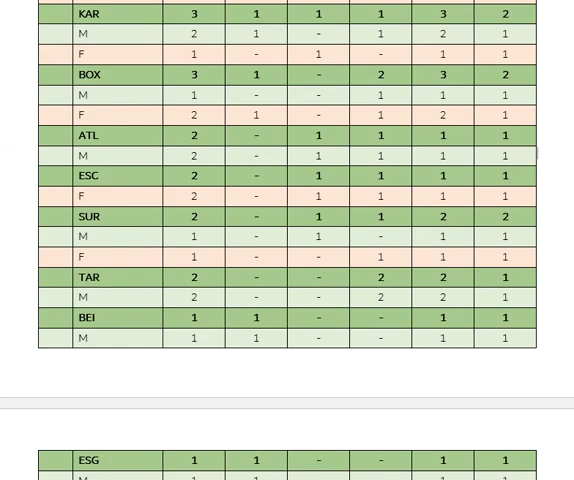 KAR 3 1 1 1 3 2
M 2 1 - 1 2 1
F 1 - 1 - 1 1
BOX 3 1 - 2 3 2
M 1 - - 1 1 1
F 2 1 - 1 2 1
ATL 2 - 1 1 1 1
M 2 - 1 1 1 1
ESC 2 - 1 1 1 1
F 2 - 1 1 1 1
SUR 2 - 1 1 2 2
M 1 - 1 - 1 1
F 1 - - 1 1 1
TAR 2 - - 2 2 1
M 2 - - 2 2 1
BEI 1 1 - - 1 1
M 1 1 - - 1 1
ESG 1 1 - - 1 1
M 1 1 - - 1 1